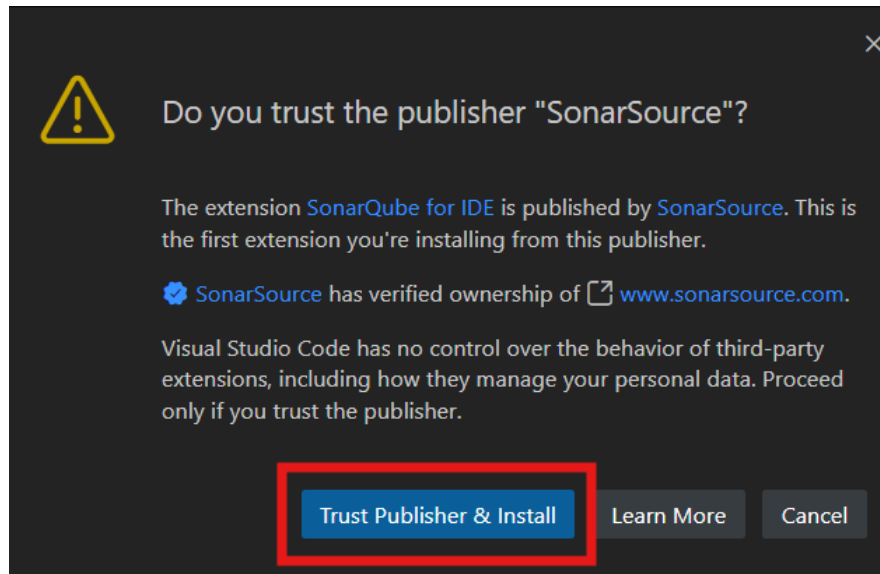 Do you trust the publisher "SonarSource"?
The extension SonarQube for IDE is published by SonarSource. This is
the first extension you're installing from this publisher.
SonarSource has verified ownership of www.sonarsource.com.
Visual Studio Code has no control over the behavior of third-party
extensions, including how they manage your personal data. Proceed
only if you trust the publisher.
Trust Publisher & Install Learn More Cancel